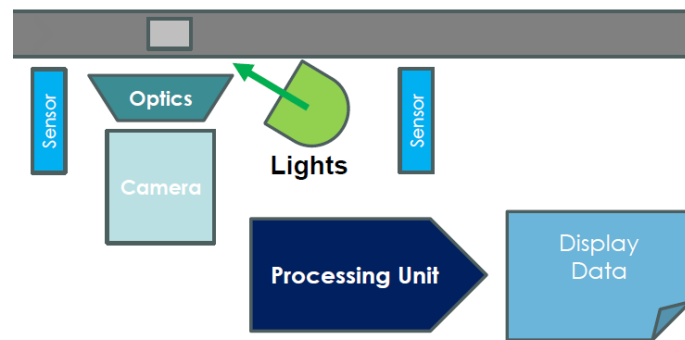 Sensor
Optics
Sensor
Lights
Camera
Processing Unit
Display
Data